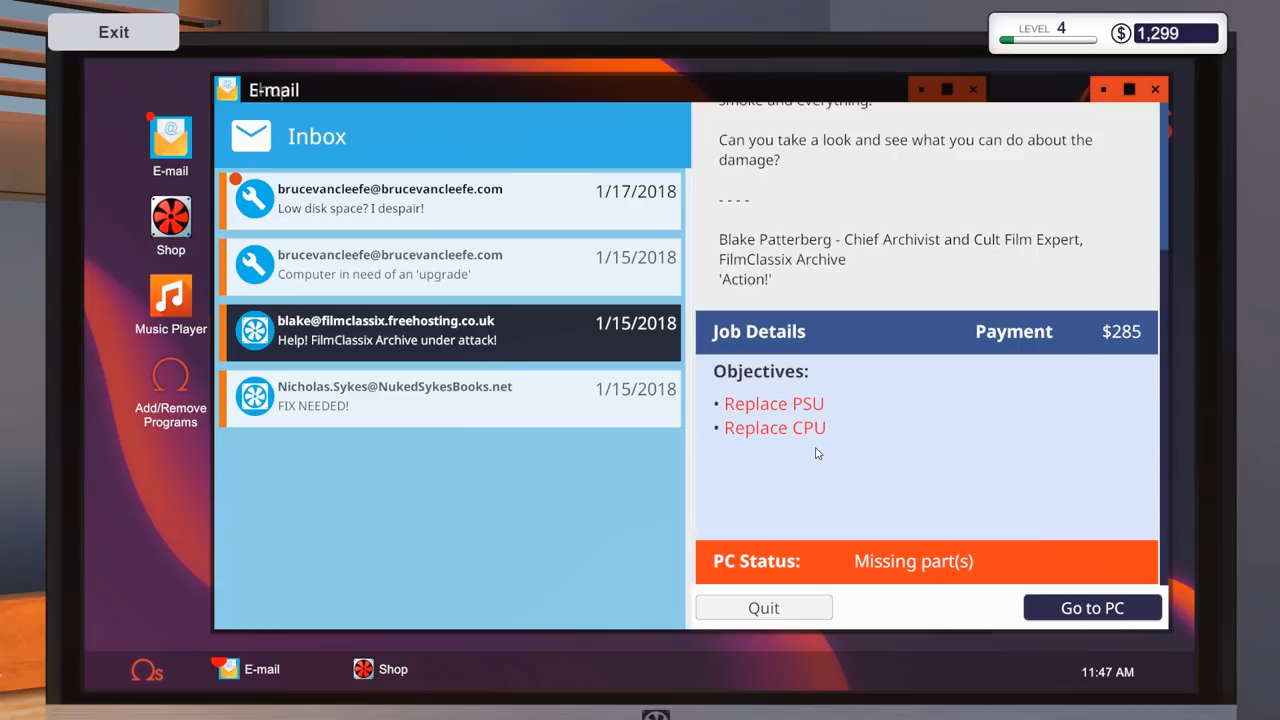 Exit
LEVEL 4
$ 1,299
E-mail
Inbox
brucevancleefe@brucevancleefe.com
1/17/2018
Low disk space? I despair!
brucevancleefe@brucevancleefe.com
1/15/2018
Computer in need of an 'upgrade'
blake@filmclassix.freehosting.co.uk
1/15/2018
Help! FilmClassix Archive under attack!
Nicholas.Sykes@NukedSykesBooks.net
1/15/2018
FIX NEEDED!
smoke and everything!
Can you take a look and see what you can do about the
damage?
- - - -
Blake Patterberg - Chief Archivist and Cult Film Expert,
FilmClassix Archive
'Action!'
Job Details
Payment
$285
Objectives:
• Replace PSU
• Replace CPU
PC Status:
Missing part(s)
Quit
Go to PC
E-mail
Shop
Music Player
Add/Remove
Programs
Ωs
E-mail
Shop
11:47 AM